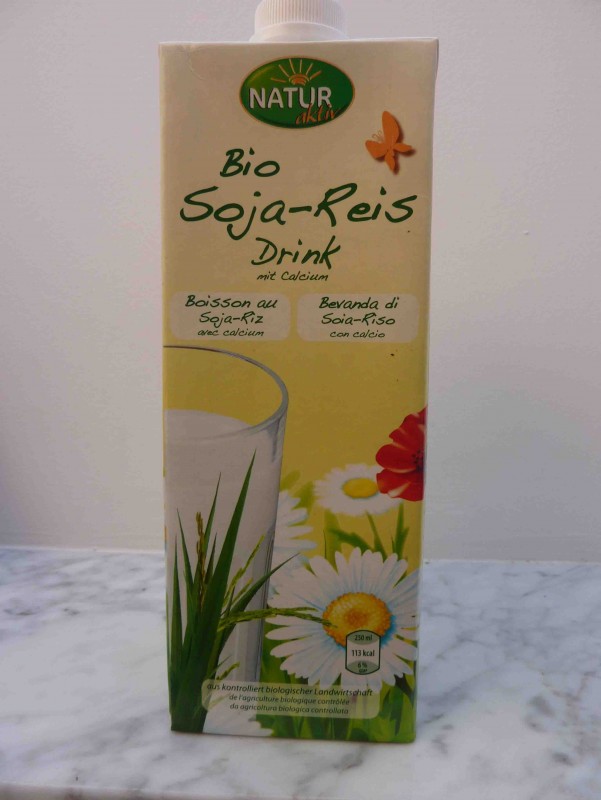 NATUR
aktiv
Bio
Soja-Reis
Drink
mit Calcium
Boisson au
Soja-Riz
avec calcium
Bevanda di
Soia-Riso
con calcio
250 ml
113 kcal
6 %
aus kontrolliert biologischer Landwirtschaft
de l'agriculture biologique contrôlée
da agricoltura biologica controllata